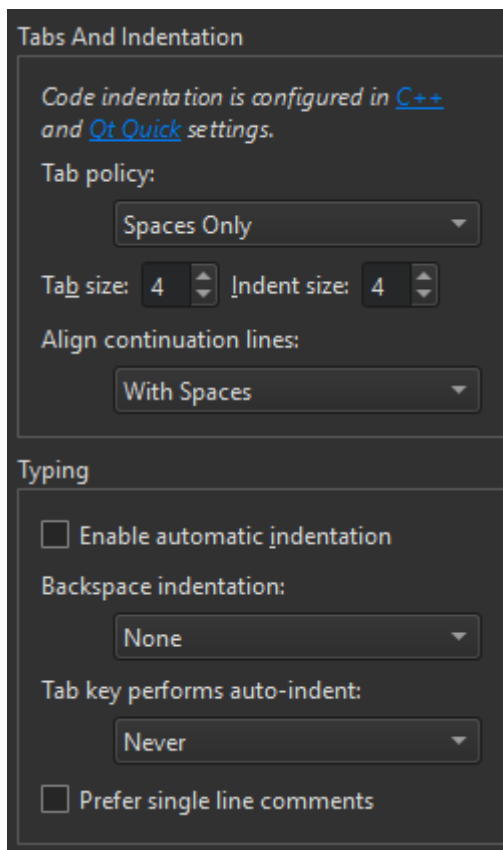 Tabs And Indentation
Code indentation is configured in C++
and Qt Quick settings.
Tab policy:
Spaces Only
Tab size: 4 Indent size: 4
Align continuation lines:
With Spaces
Typing
Enable automatic indentation
Backspace indentation:
None
Tab key performs auto-indent:
Never
Prefer single line comments